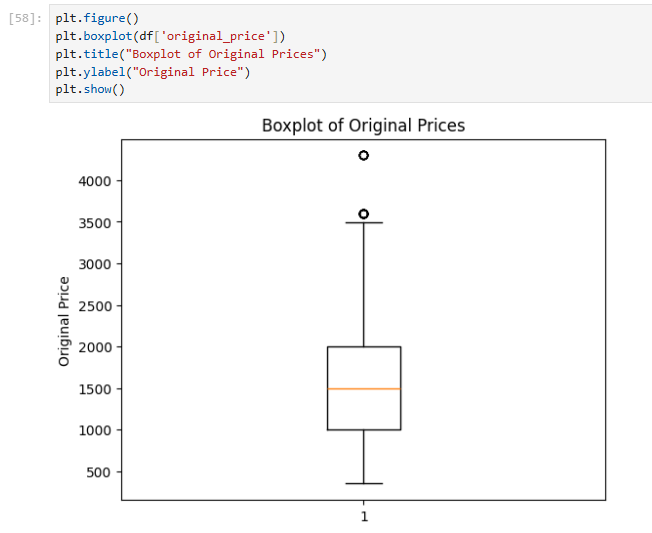 [58]:
plt.figure()
plt.boxplot(df['original_price'])
plt.title("Boxplot of Original Prices")
plt.ylabel("Original Price")
plt.show()
Boxplot of Original Prices
4000
3500
3000
2500
2000
1500
1000
500
Original Price
1